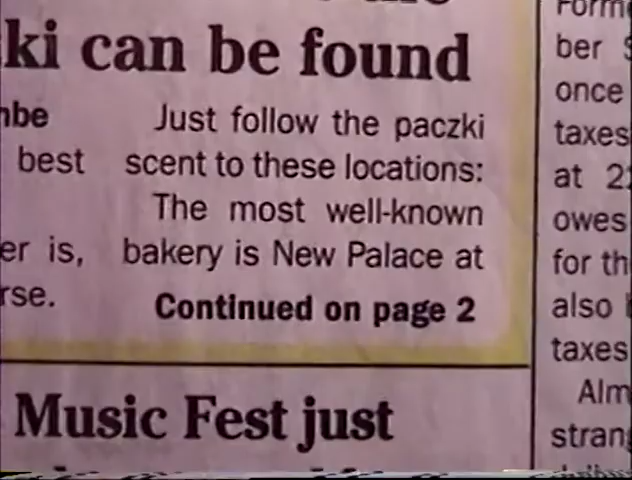 ki can be found
best
er is,
rse.
Just follow the paczki
scent to these locations:
The most well-known
bakery is New Palace at
Continued on page 2
Music Fest just
ber
once
taxes
at 2
owes
for th
also
taxes
Alm
stran